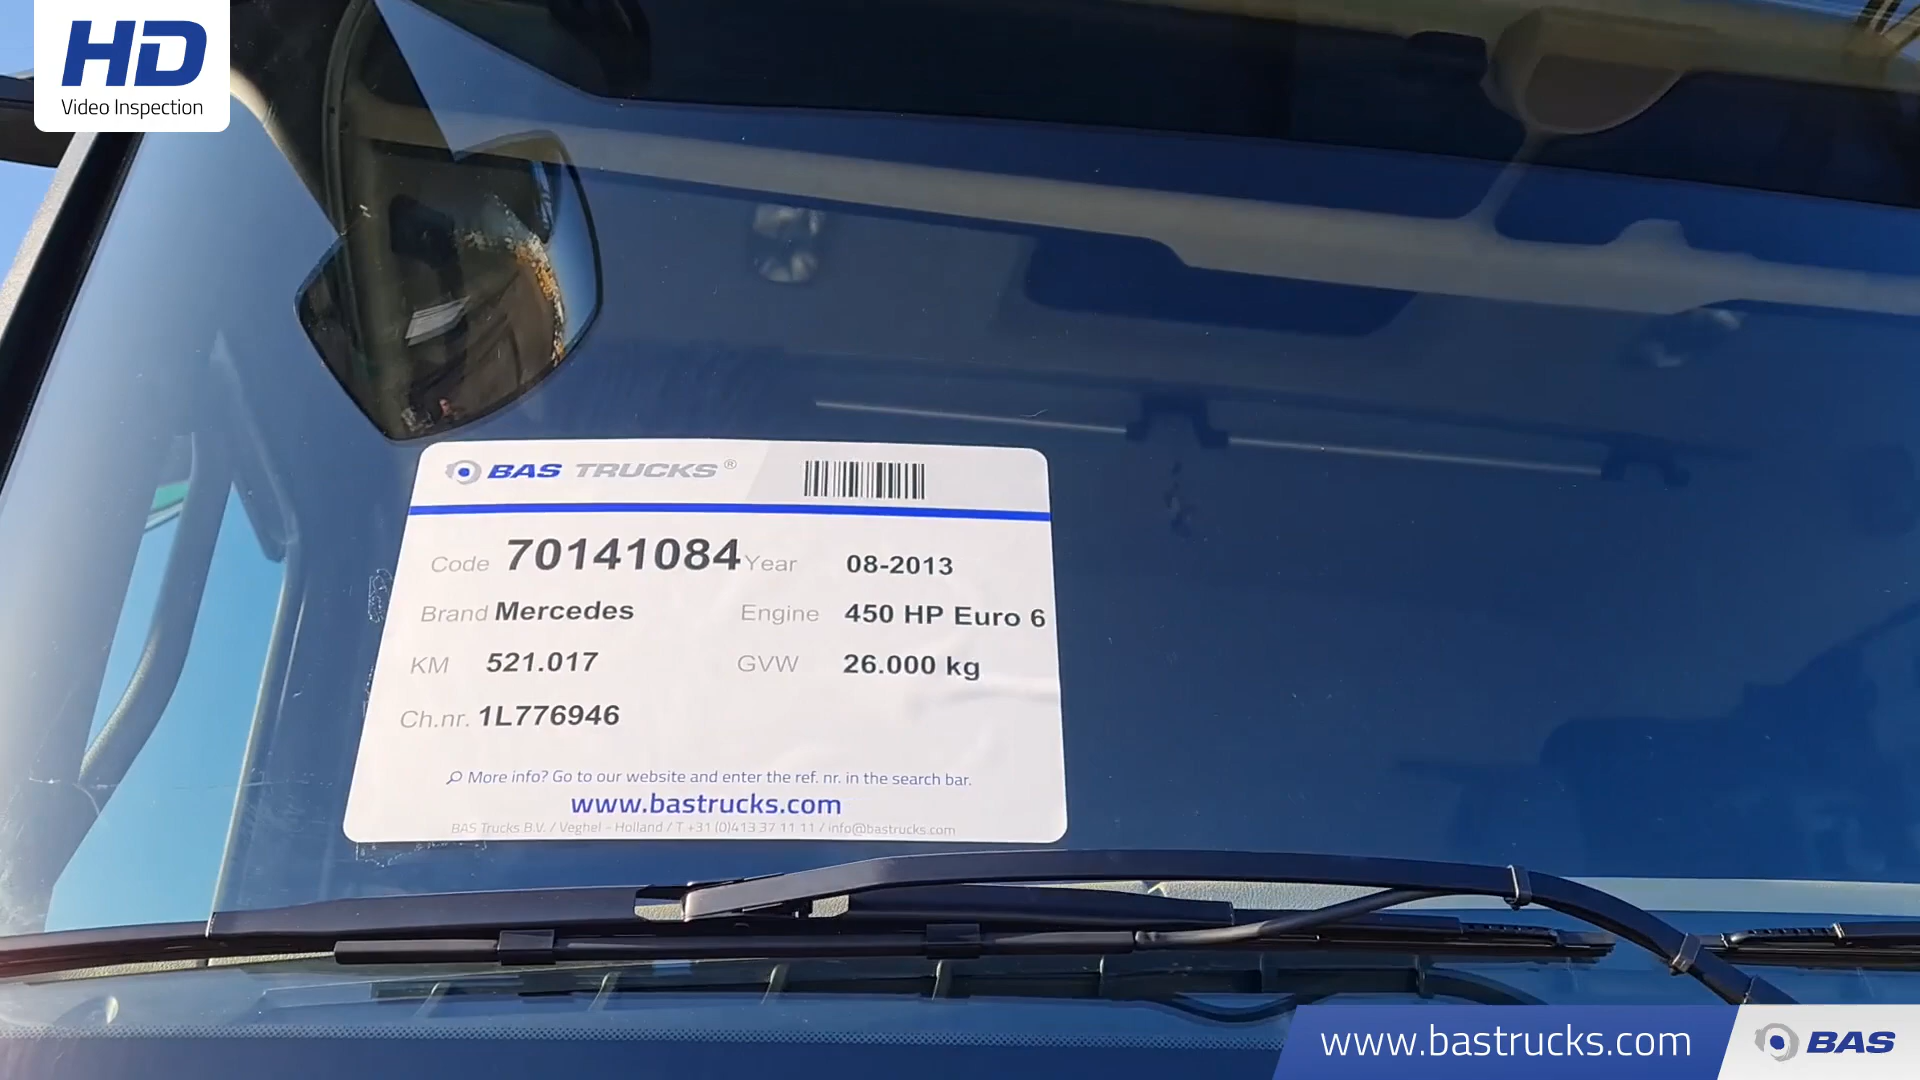 HD
Video Inspection
BAS TRUCKS®
Code 70141084 Year 08-2013
Brand Mercedes Engine 450 HP Euro 6
KM 521.017 GVW 26.000 kg
Ch.nr. 1L776946
More info? Go to our website and enter the ref. nr. in the search bar.
www.bastrucks.com
BAS Trucks B.V. / Veghel - Holland / T +31 (0)413 37 11 11 / info@bastrucks.com
www.bastrucks.com BAS